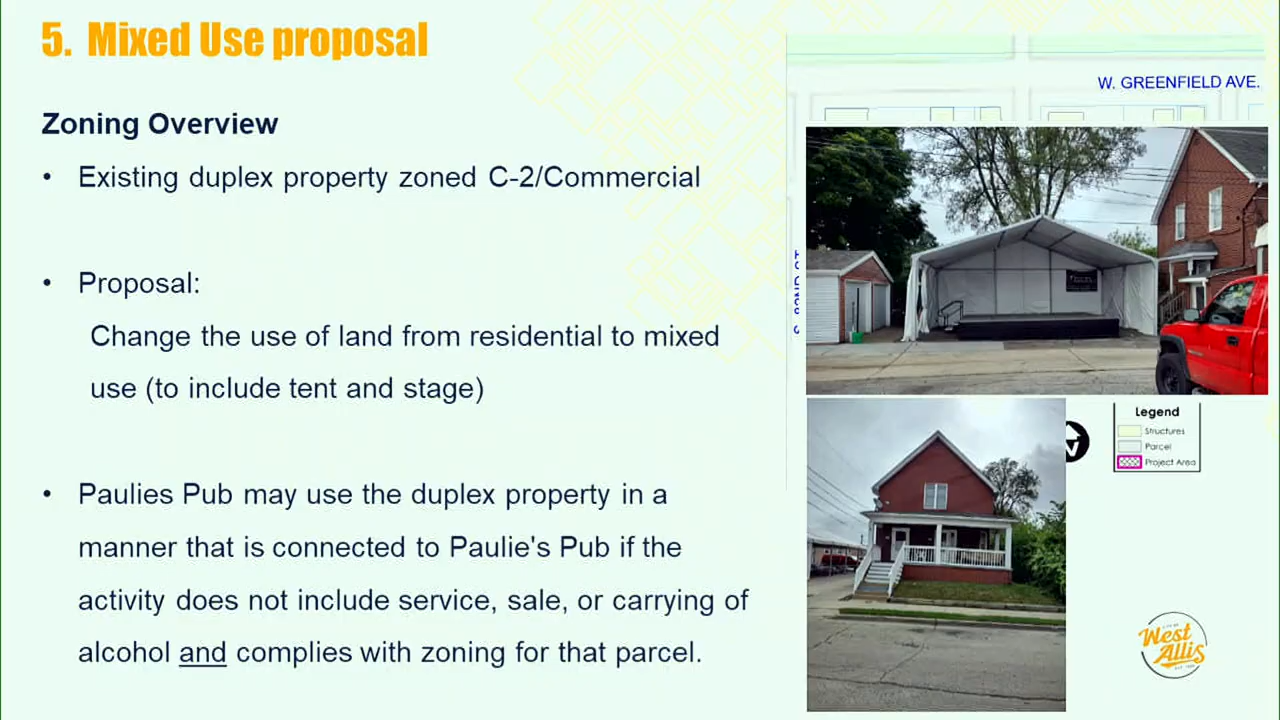 5. Mixed Use proposal
Zoning Overview
• Existing duplex property zoned C-2/Commercial
• Proposal:
Change the use of land from residential to mixed
use (to include tent and stage)
• Paulies Pub may use the duplex property in a
manner that is connected to Paulie's Pub if the
activity does not include service, sale, or carrying of
alcohol and complies with zoning for that parcel.
W. GREENFIELD AVE.
Legend
Structures
Parcel
Project Area
West
Allis